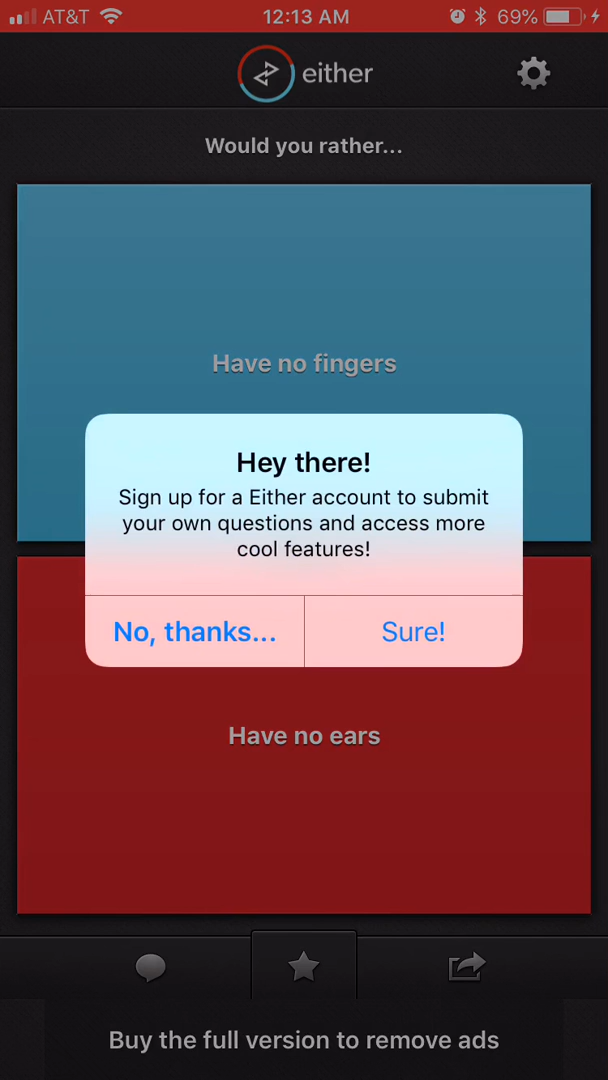 AT&T 12:13 AM 69%
either
Would you rather...
Have no fingers
Hey there!
Sign up for a Either account to submit
your own questions and access more
cool features!
No, thanks... Sure!
Have no ears
Buy the full version to remove ads